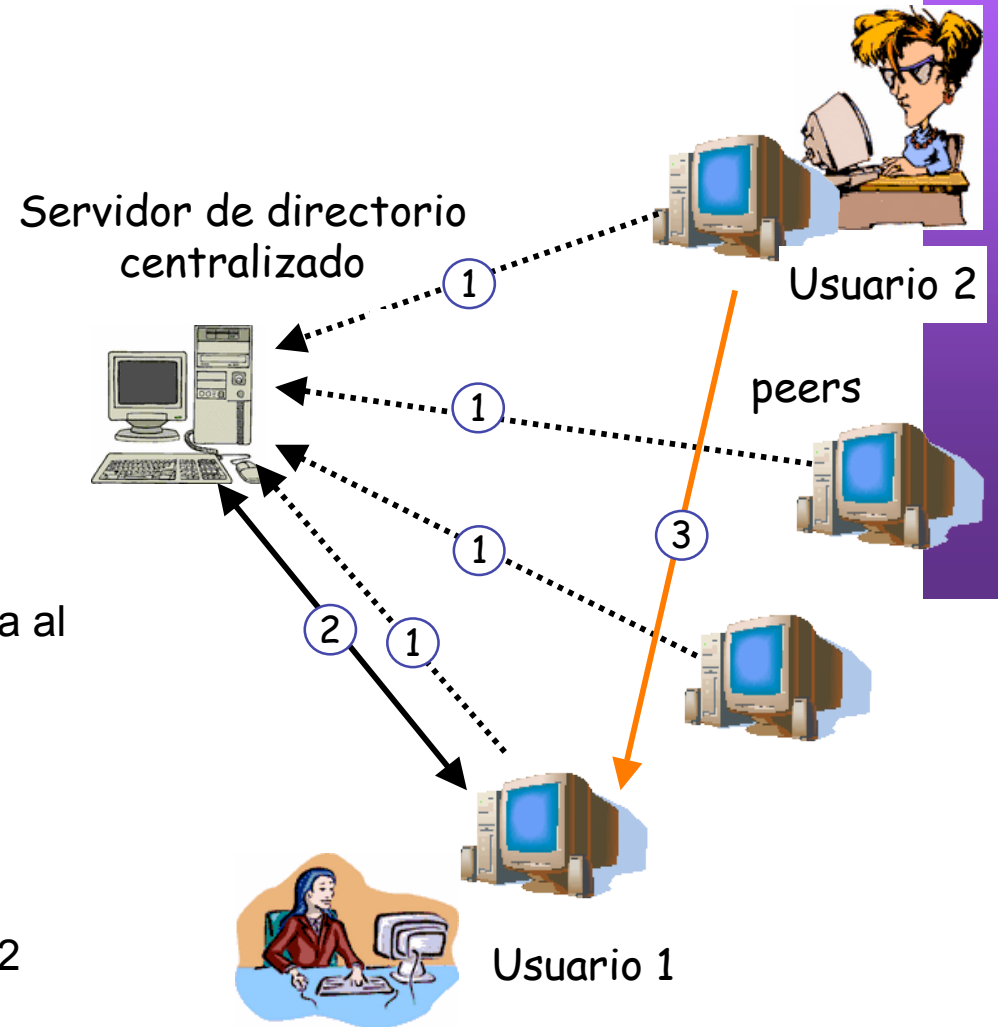 Servidor de directorio
centralizado
1
Usuario 2
1
peers
1
3
a al
2
1
2
Usuario 1